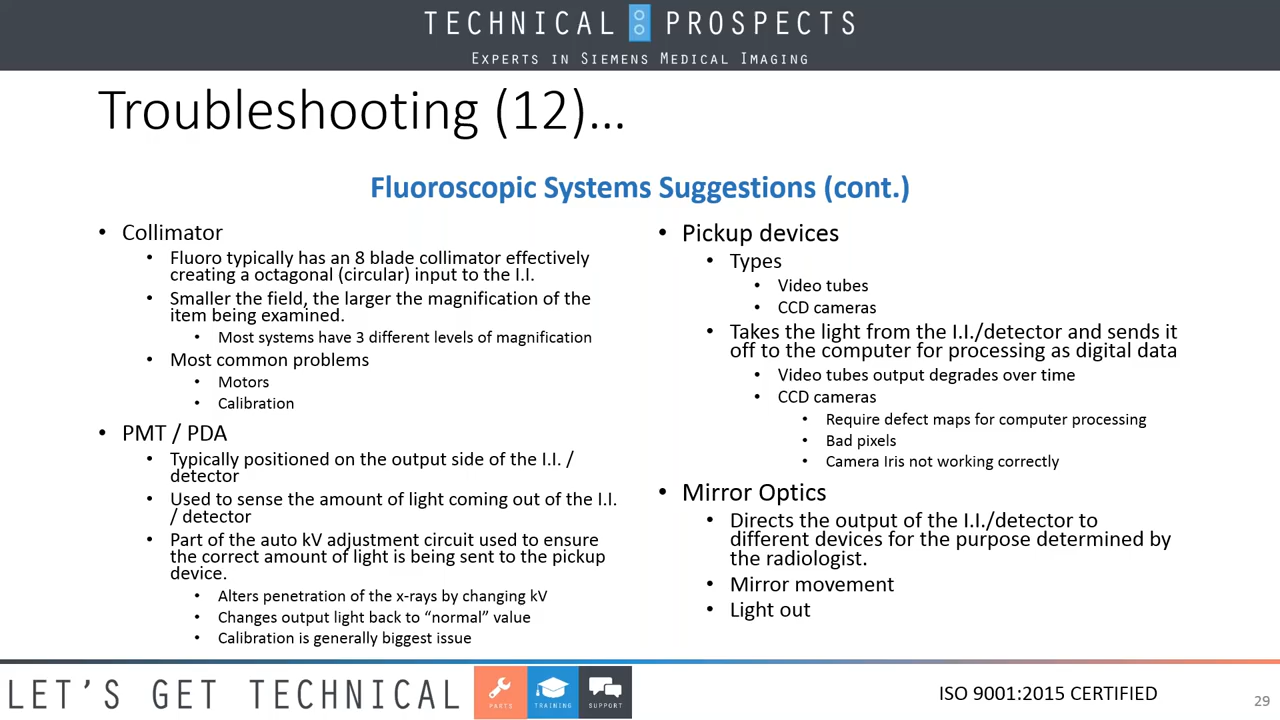 TECHNICAL PROSPECTS
EXPERTS IN SIEMENS MEDICAL IMAGING
Troubleshooting (12)...
Fluoroscopic Systems Suggestions (cont.)
• Collimator
• Fluoro typically has an 8 blade collimator effectively
creating a octagonal (circular) input to the I.I.
• Smaller the field, the larger the magnification of the
item being examined.
• Most systems have 3 different levels of magnification
• Most common problems
• Motors
• Calibration
• PMT / PDA
• Typically positioned on the output side of the I.I. /
detector
• Used to sense the amount of light coming out of the I.I.
/ detector
• Part of the auto kV adjustment circuit used to ensure
the correct amount of light is being sent to the pickup
device.
• Alters penetration of the x-rays by changing kV
• Changes output light back to “normal” value
• Calibration is generally biggest issue
• Pickup devices
• Types
• Video tubes
• CCD cameras
• Takes the light from the I.I./detector and sends it
off to the computer for processing as digital data
• Video tubes output degrades over time
• CCD cameras
• Require defect maps for computer processing
• Bad pixels
• Camera Iris not working correctly
• Mirror Optics
• Directs the output of the I.I./detector to
different devices for the purpose determined by
the radiologist.
• Mirror movement
• Light out
LET'S GET TECHNICAL
PARTS
TRAINING
SUPPORT
ISO 9001:2015 CERTIFIED
29